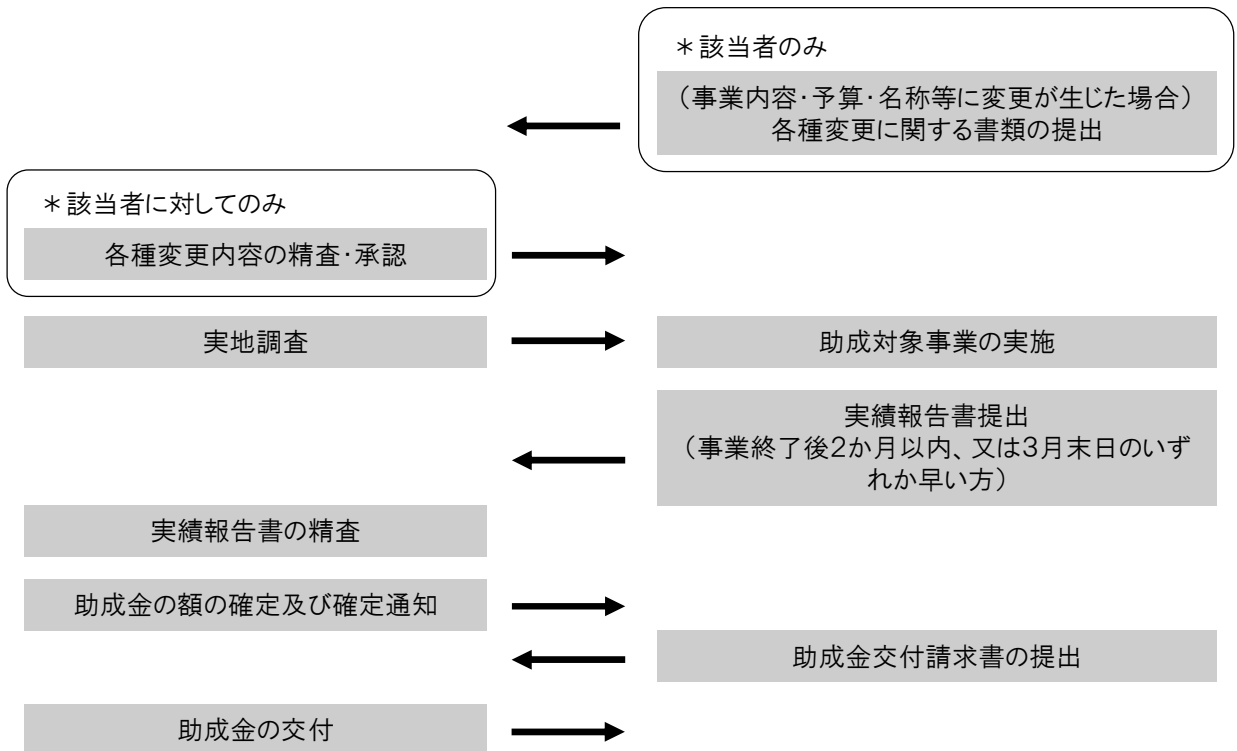 ＊該当者のみ
（事業内容・予算・名称等に変更が生じた場合）
各種変更に関する書類の提出
＊該当者に対してのみ
各種変更内容の精査・承認
実地調査
助成対象事業の実施
実績報告書提出
（事業終了後2か月以内、又は3月末日のいず
れか早い方）
実績報告書の精査
助成金の額の確定及び確定通知
助成金交付請求書の提出
助成金の交付